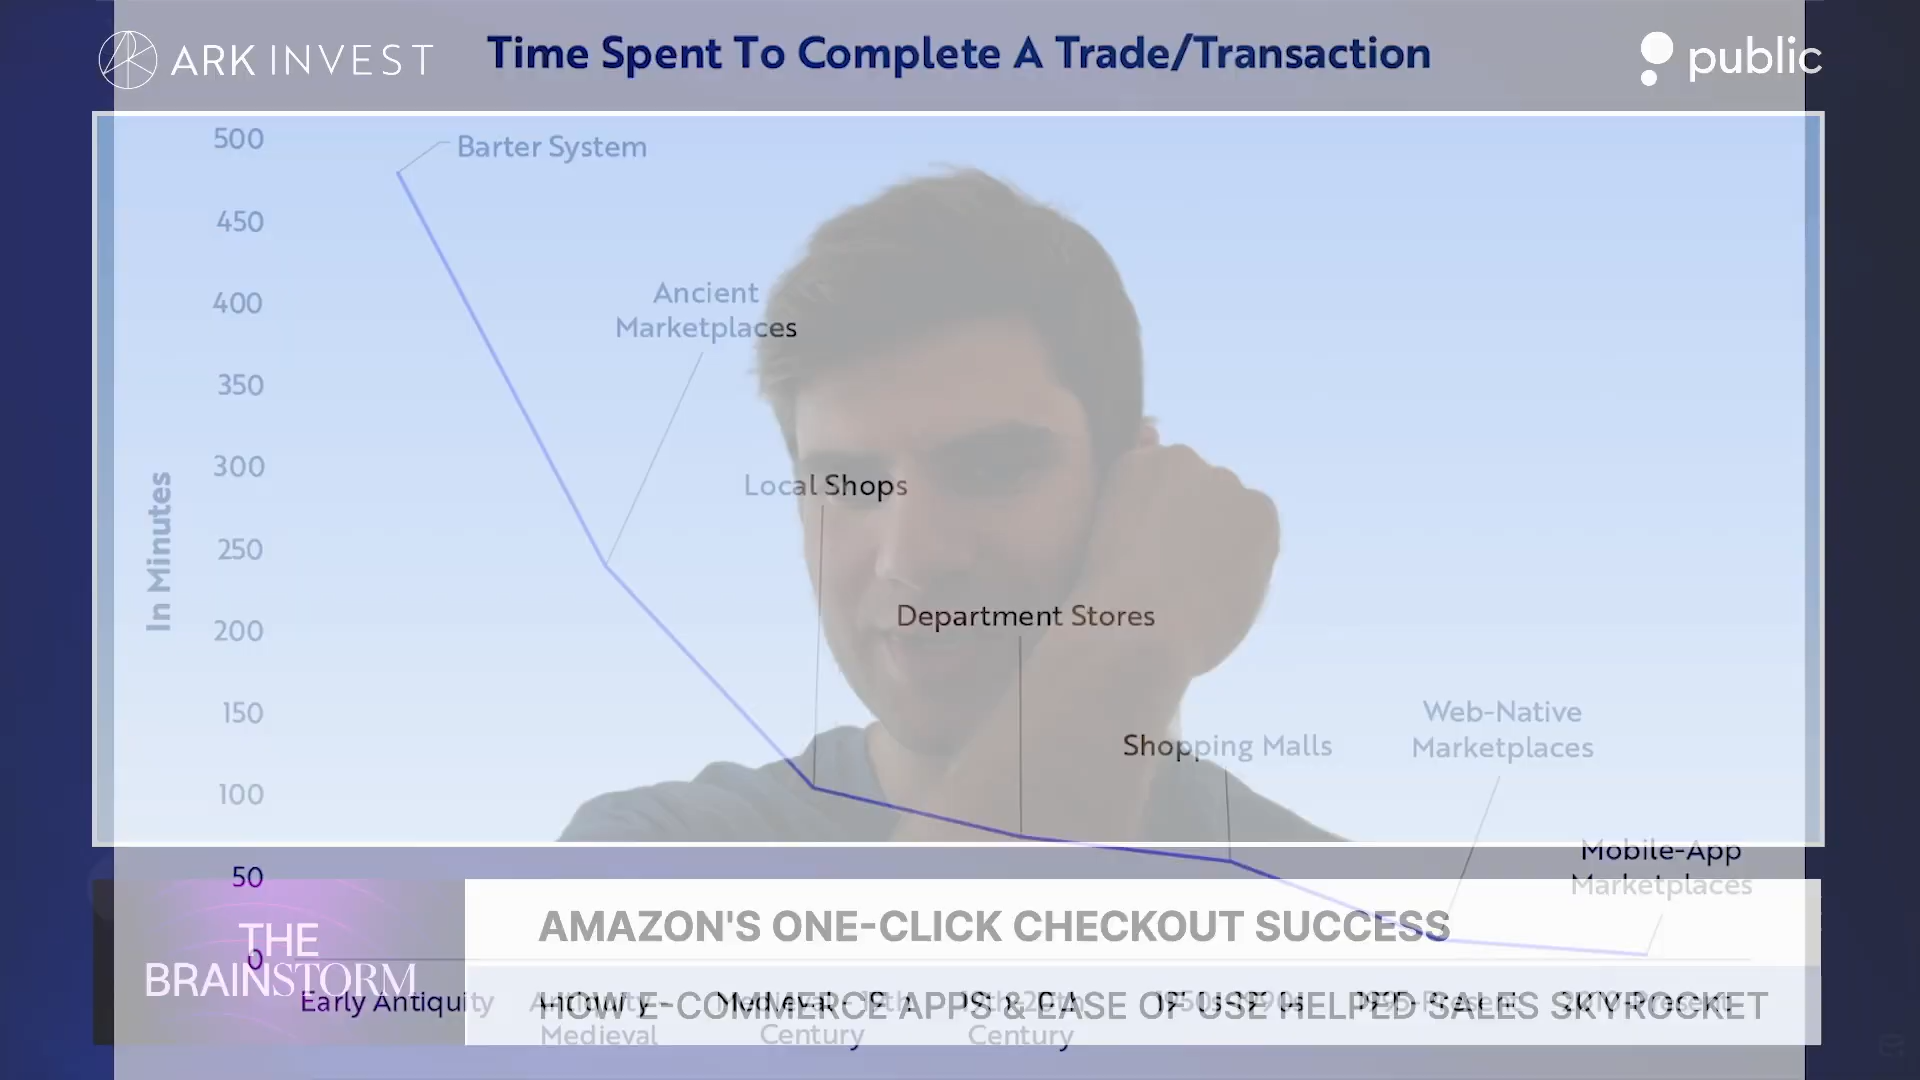 ARK INVEST
Time Spent To Complete A Trade/Transaction
public
500
Barter System
450
Ancient
Marketplaces
400
350
300
Local Shops
In Minutes
250
Department Stores
200
150
Web-Native
Marketplaces
Shopping Malls
100
Mobile-App
Marketplaces
50
0
THE
BRAINSTORM
AMAZON'S ONE-CLICK CHECKOUT SUCCESS
HOW E-COMMERCE APPS & EASE OF USE HELPED SALES SKYROCKET
Early Antiquity
Medieval
Century
Century